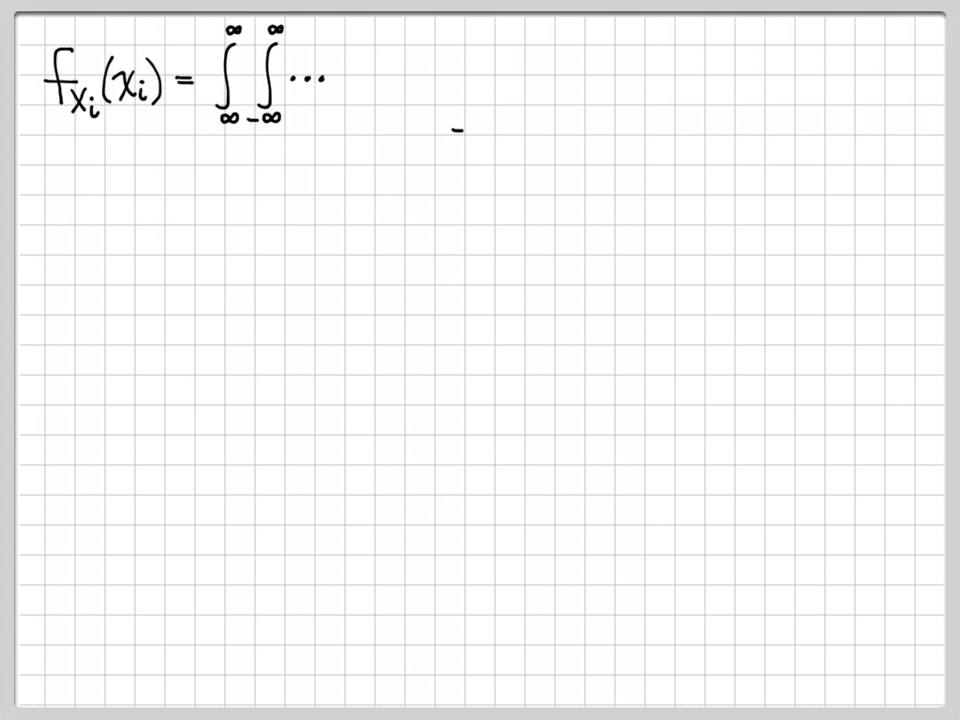 f_{X_i}(x_i) = ∫_{∞}^{∞} ∫_{-∞}^{∞} ...
-